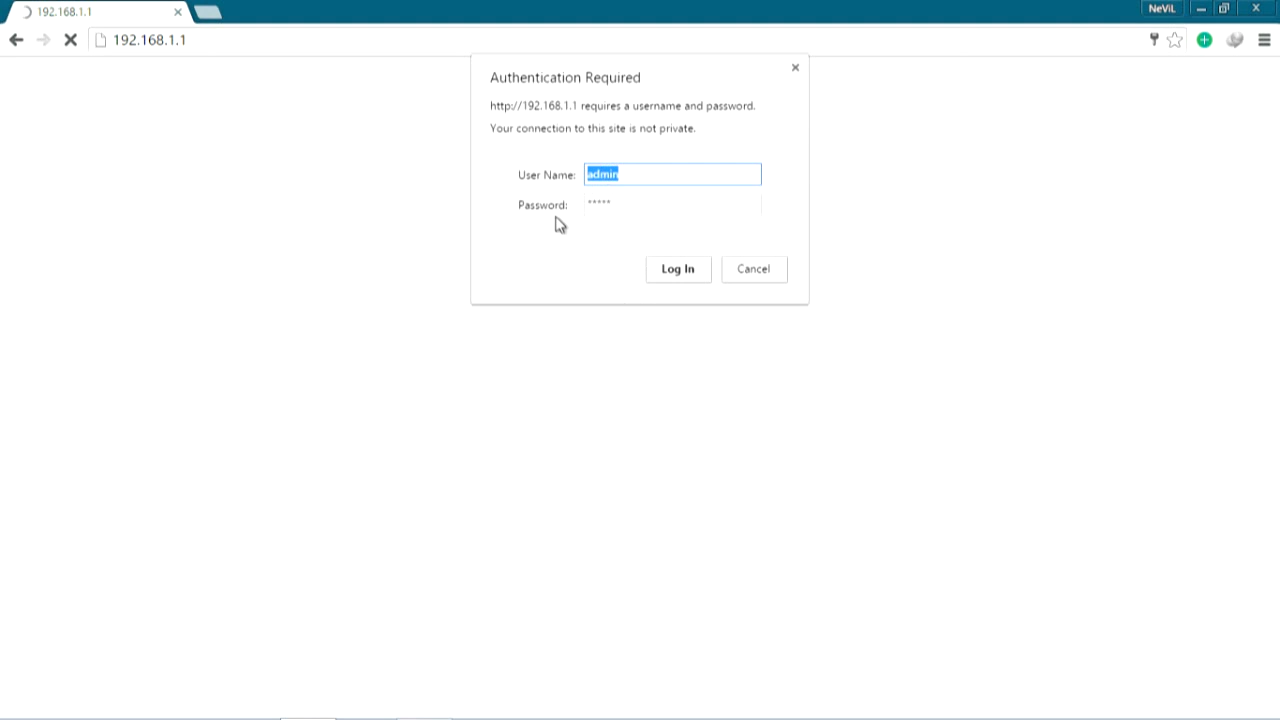 192.168.1.1
NeViL
192.168.1.1
Authentication Required
http://192.168.1.1 requires a username and password.
Your connection to this site is not private.
User Name: admin
Password: *****
Log In Cancel